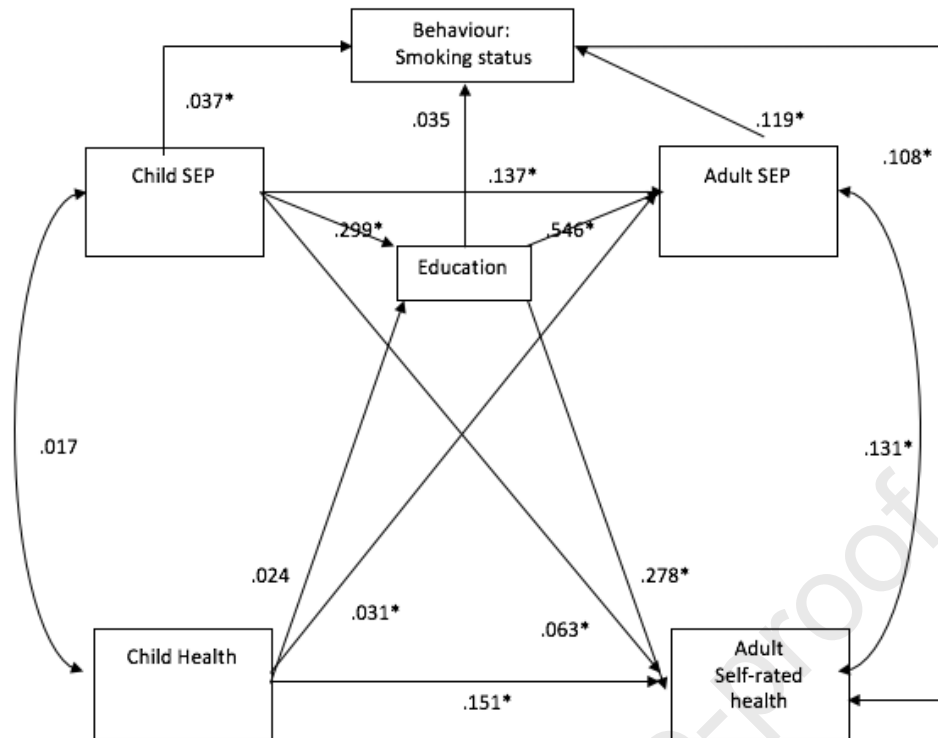 Behaviour:
Smoking status
.037*
.035
.119*
.108*
Child SEP
.137*
Adult SEP
.299*
.546*
Education
.017
.131*
.024
.031*
.063*
.278*
Child Health
.151*
Adult
Self-rated
health
-proof